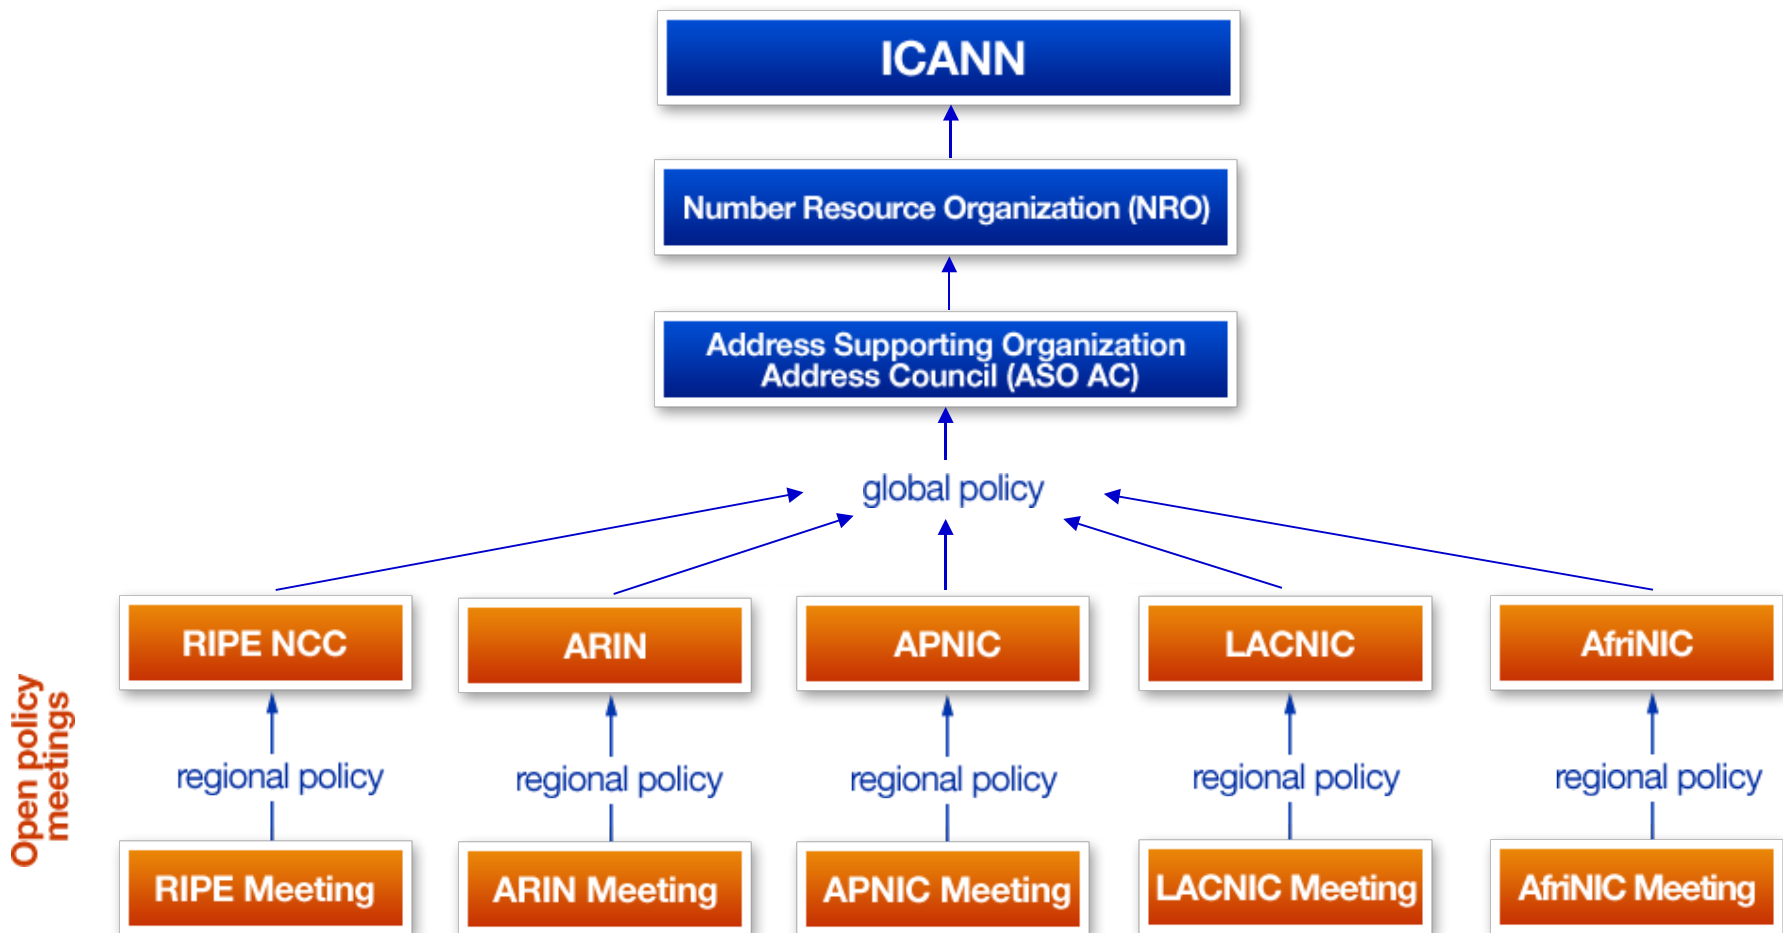 ICANN
Number Resource Organization (NRO)
Address Supporting Organization
Address Council (ASO AC)
global policy
RIPE NCC
ARIN
APNIC
LACNIC
AfriNIC
Open policy
meetings
regional policy
regional policy
regional policy
regional policy
regional policy
RIPE Meeting
ARIN Meeting
APNIC Meeting
LACNIC Meeting
AfriNIC Meeting